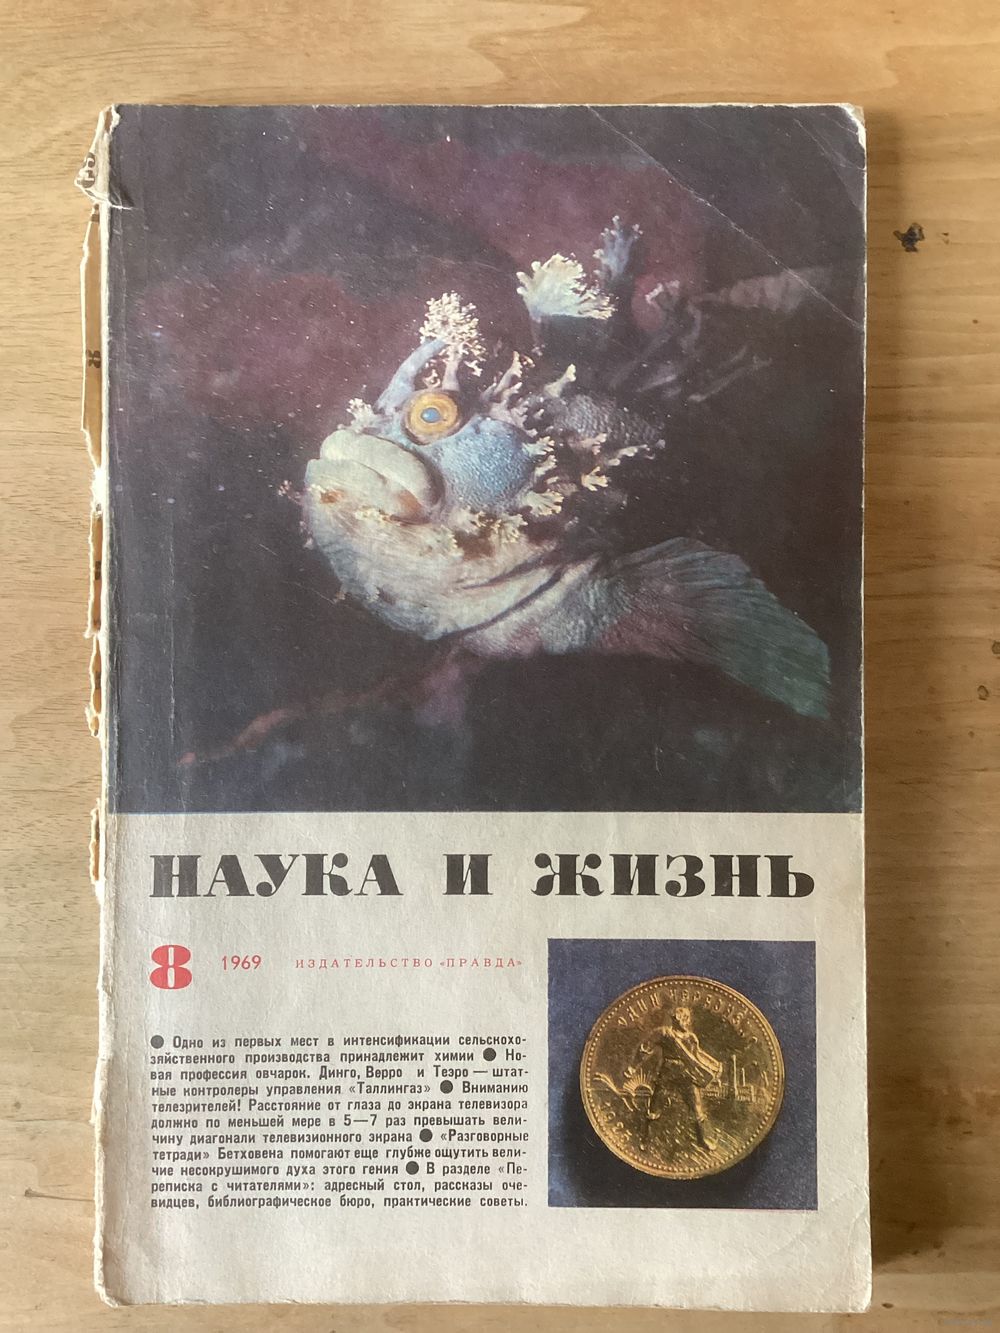 НАУКА И ЖИЗНЬ
8 1969 ИЗДАТЕЛЬСТВО «ПРАВДА»
● Одно из первых мест в интенсификации сельскохо-
зяйственного производства принадлежит химии ● Но-
вая профессия овчарок. Динго, Верро и Теэро — штат-
ные контролеры управления «Таллингаз» ● Вниманию
телезрителей! Расстояние от глаза до экрана телевизора
должно по меньшей мере в 5—7 раз превышать вели-
чину диагонали телевизионного экрана ● «Разговорные
тетради» Бетховена помогают еще глубже ощутить вели-
чие несокрушимого духа этого гения ● В разделе «Пе-
реписка с читателями»: адресный стол, рассказы оче-
видцев, библиографическое бюро, практические советы.
ОДИН ЧЕРВОНЕЦ